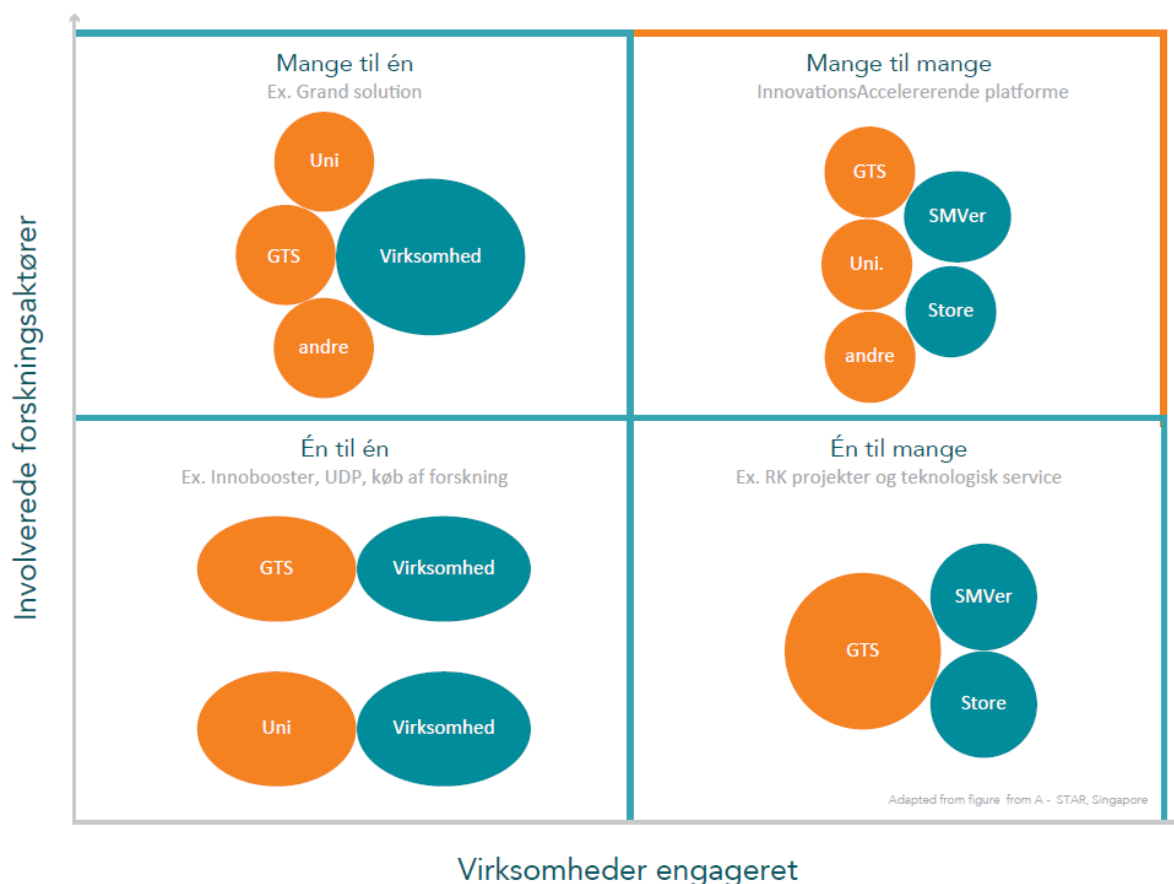 Involverede forskningsaktører
Mange til én
Ex. Grand solution
Uni
GTS
Virksomhed
andre
Mange til mange
InnovationsAccelererende platforme
GTS
SMVer
Uni.
Store
andre
Én til én
Ex. Innobooster, UDP, køb af forskning
GTS
Virksomhed
Uni
Virksomhed
Én til mange
Ex. RK projekter og teknologisk service
SMVer
GTS
Store
Adapted from figure from A - STAR, Singapore
Virksomheder engageret